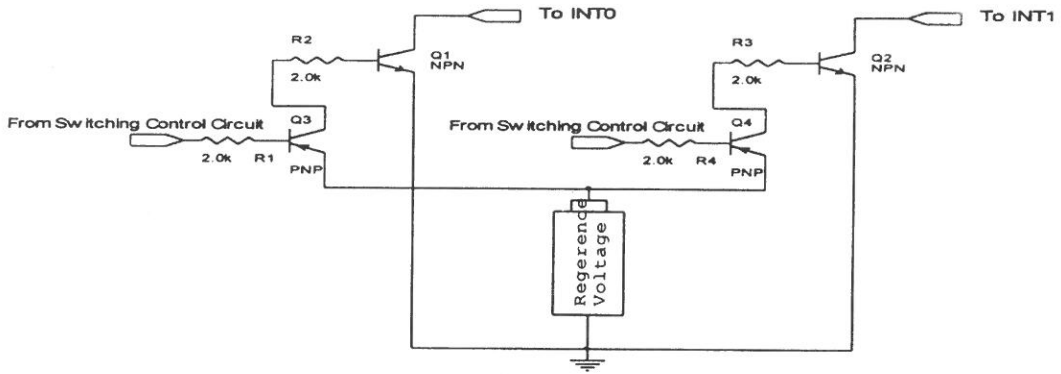 To INT0
To INT1
R2
2.0k
Q1
NPN
R3
2.0k
Q2
NPN
From Switching Control Circuit
Q3
2.0k
R1
PNP
From Switching Control Circuit
Q4
2.0k
R4
PNP
Regerence
Voltage